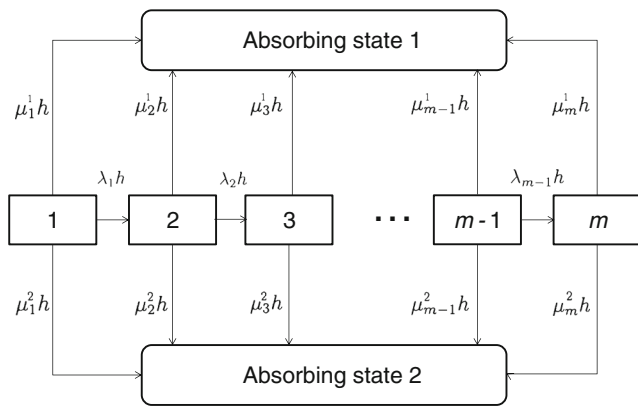 Absorbing state 1
μ₁¹h μ₂¹h μ₃¹h μₘ₋₁¹h μₘ¹h
λ₁h λ₂h λₘ₋₁h
1 2 3 ··· m-1 m
μ₁²h μ₂²h μ₃²h μₘ₋₁²h μₘ²h
Absorbing state 2